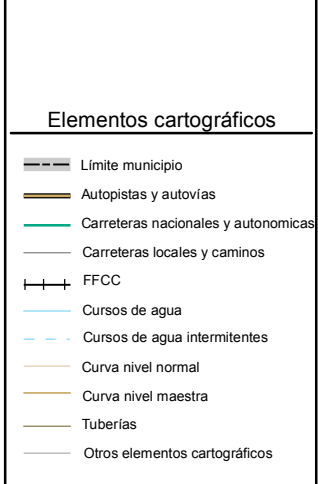 Elementos cartográficos
Límite municipio
Autopistas y autovías
Carreteras nacionales y autonomicas
Carreteras locales y caminos
FFCC
Cursos de agua
Cursos de agua intermitentes
Curva nivel normal
Curva nivel maestra
Tuberías
Otros elementos cartográficos